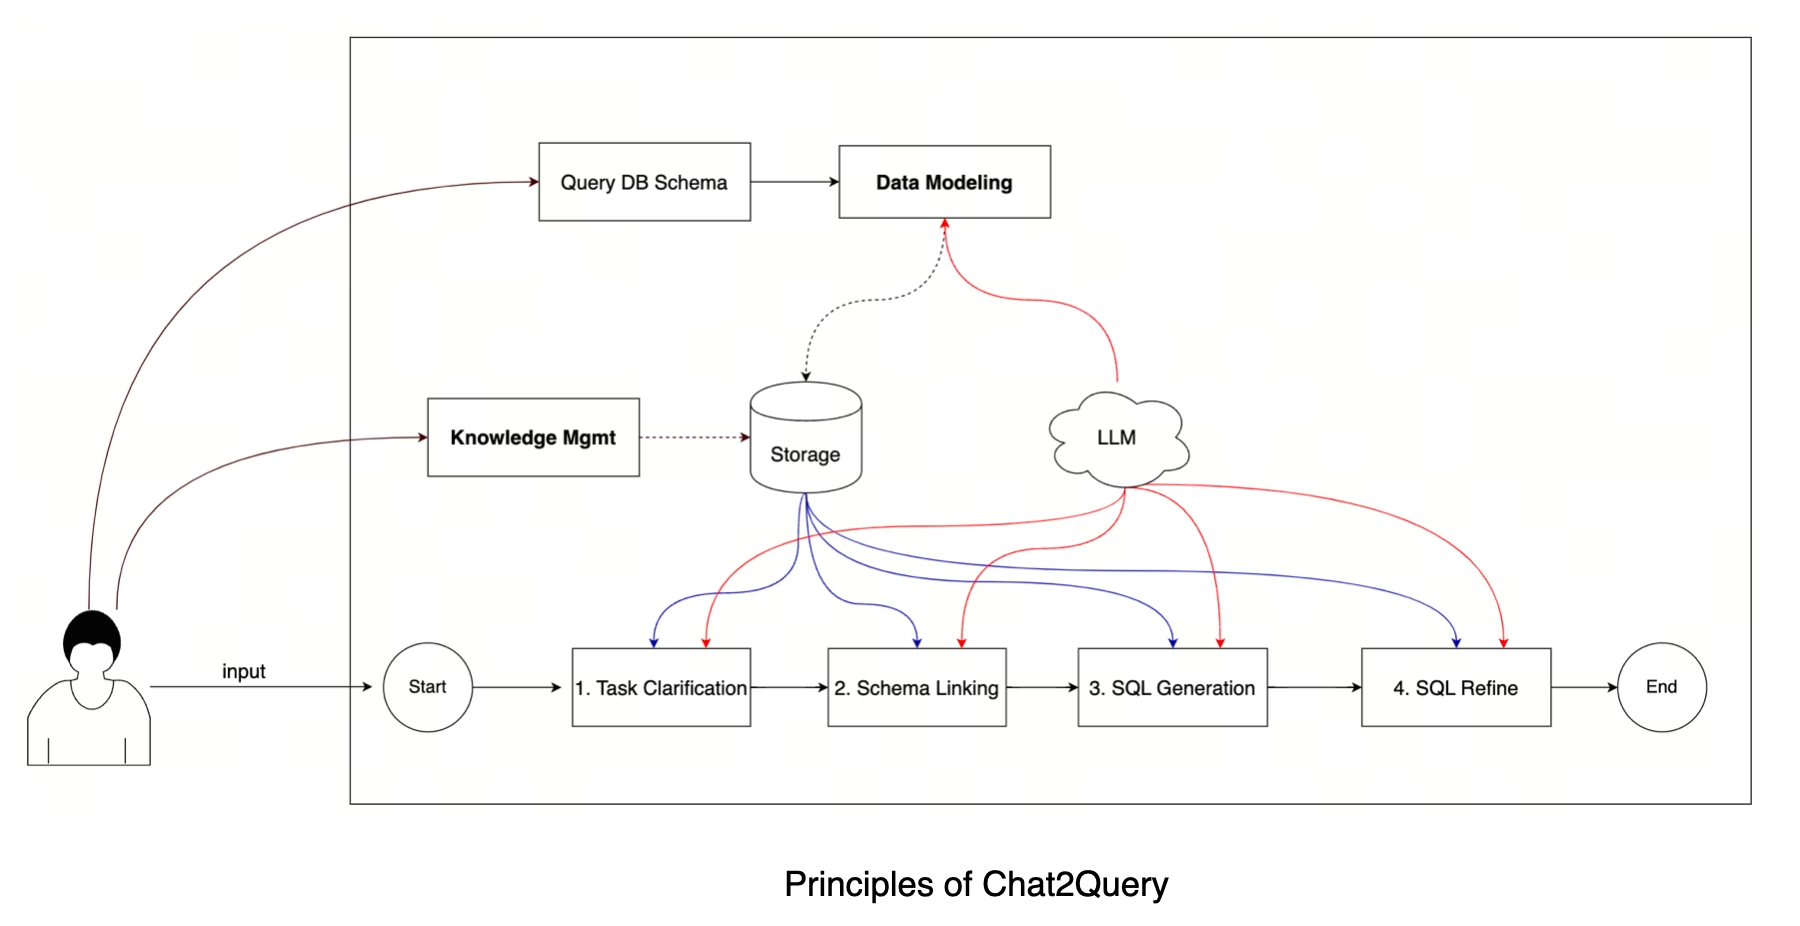 Query DB Schema
Data Modeling
Knowledge Mgmt
Storage
LLM
input
Start
1. Task Clarification
2. Schema Linking
3. SQL Generation
4. SQL Refine
End
Principles of Chat2Query